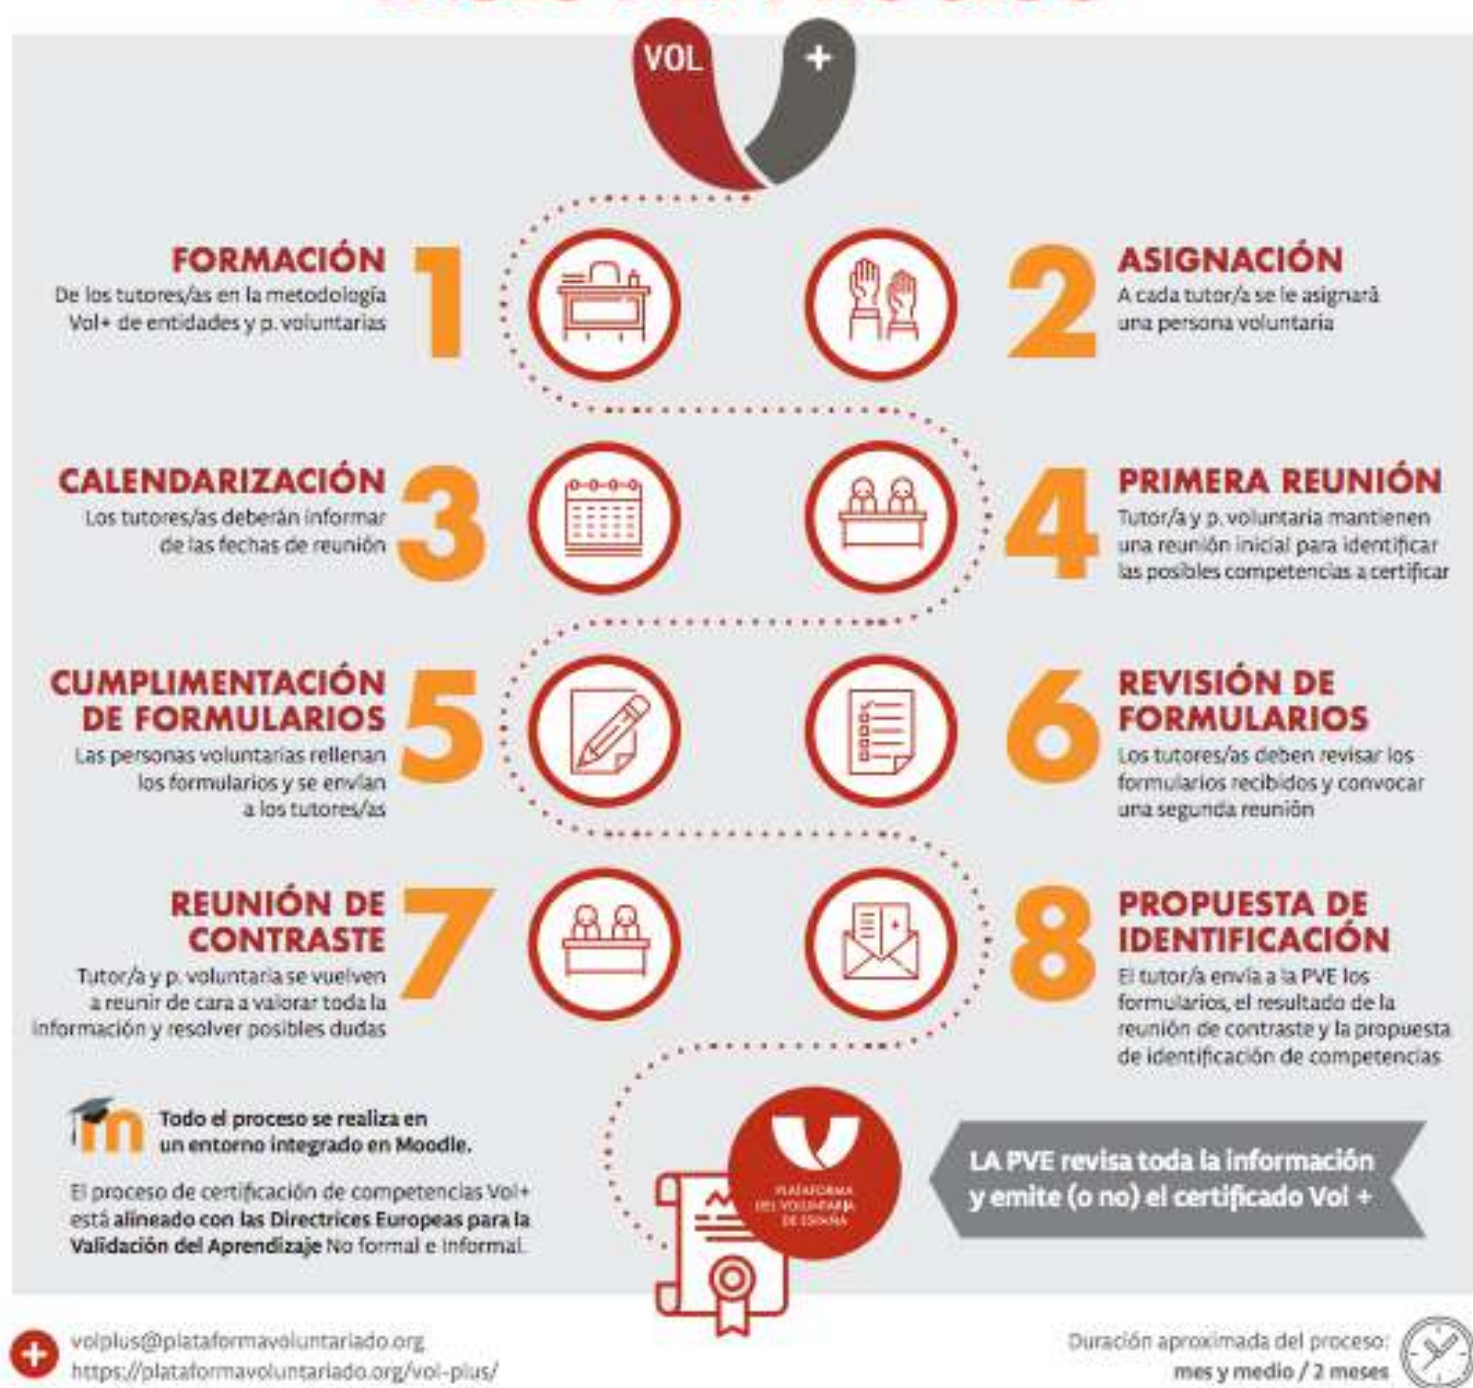 VOL +
1
FORMACIÓN
De los tutores/as en la metodología
Vol+ de entidades y p. voluntarias
2
ASIGNACIÓN
A cada tutor/a se le asignará
una persona voluntaria
3
CALENDARIZACIÓN
Los tutores/as deberán informar
de las fechas de reunión
4
PRIMERA REUNIÓN
Tutor/a y p. voluntaria mantienen
una reunión inicial para identificar
las posibles competencias a certificar
5
CUMPLIMENTACIÓN
DE FORMULARIOS
Las personas voluntarias rellenan
los formularios y se envían
a los tutores/as
6
REVISIÓN DE
FORMULARIOS
Los tutores/as deben revisar los
formularios recibidos y convocar
una segunda reunión
7
REUNIÓN DE
CONTRASTE
Tutor/a y p. voluntaria se vuelven
a reunir de cara a valorar toda la
información y resolver posibles dudas
8
PROPUESTA DE
IDENTIFICACIÓN
El tutor/a envía a la PVE los
formularios, el resultado de la
reunión de contraste y la propuesta
de identificación de competencias
m
Todo el proceso se realiza en
un entorno integrado en Moodle.
El proceso de certificación de competencias Vol+
está alineado con las Directrices Europeas para la
Validación del Aprendizaje No formal e Informal.
PLATAFORMA
DEL VOLUNTARIA
DE ESPAÑA
LA PVE revisa toda la información
y emite (o no) el certificado Vol +
+
volplus@plataformavoluntariado.org
https://plataformavoluntariado.org/vol-plus/
Duración aproximada del proceso:
mes y medio / 2 meses